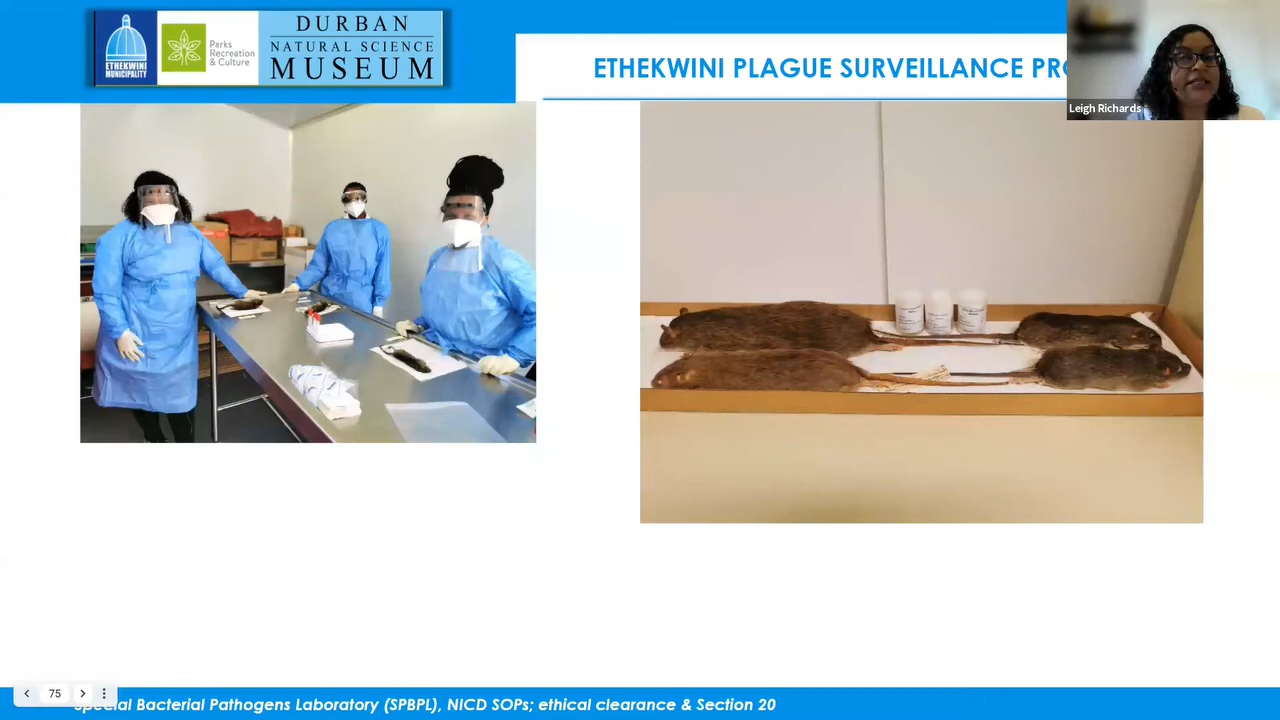 ETHEKWINI
MUNICIPALITY
Parks
Recreation
& Culture
DURBAN
NATURAL SCIENCE
MUSEUM
ETHEKWINI PLAGUE SURVEILLANCE
Leigh Richards
75
Bacterial Pathogens Laboratory (SPBPL), NICD SOPs; ethical clearance & Section 20